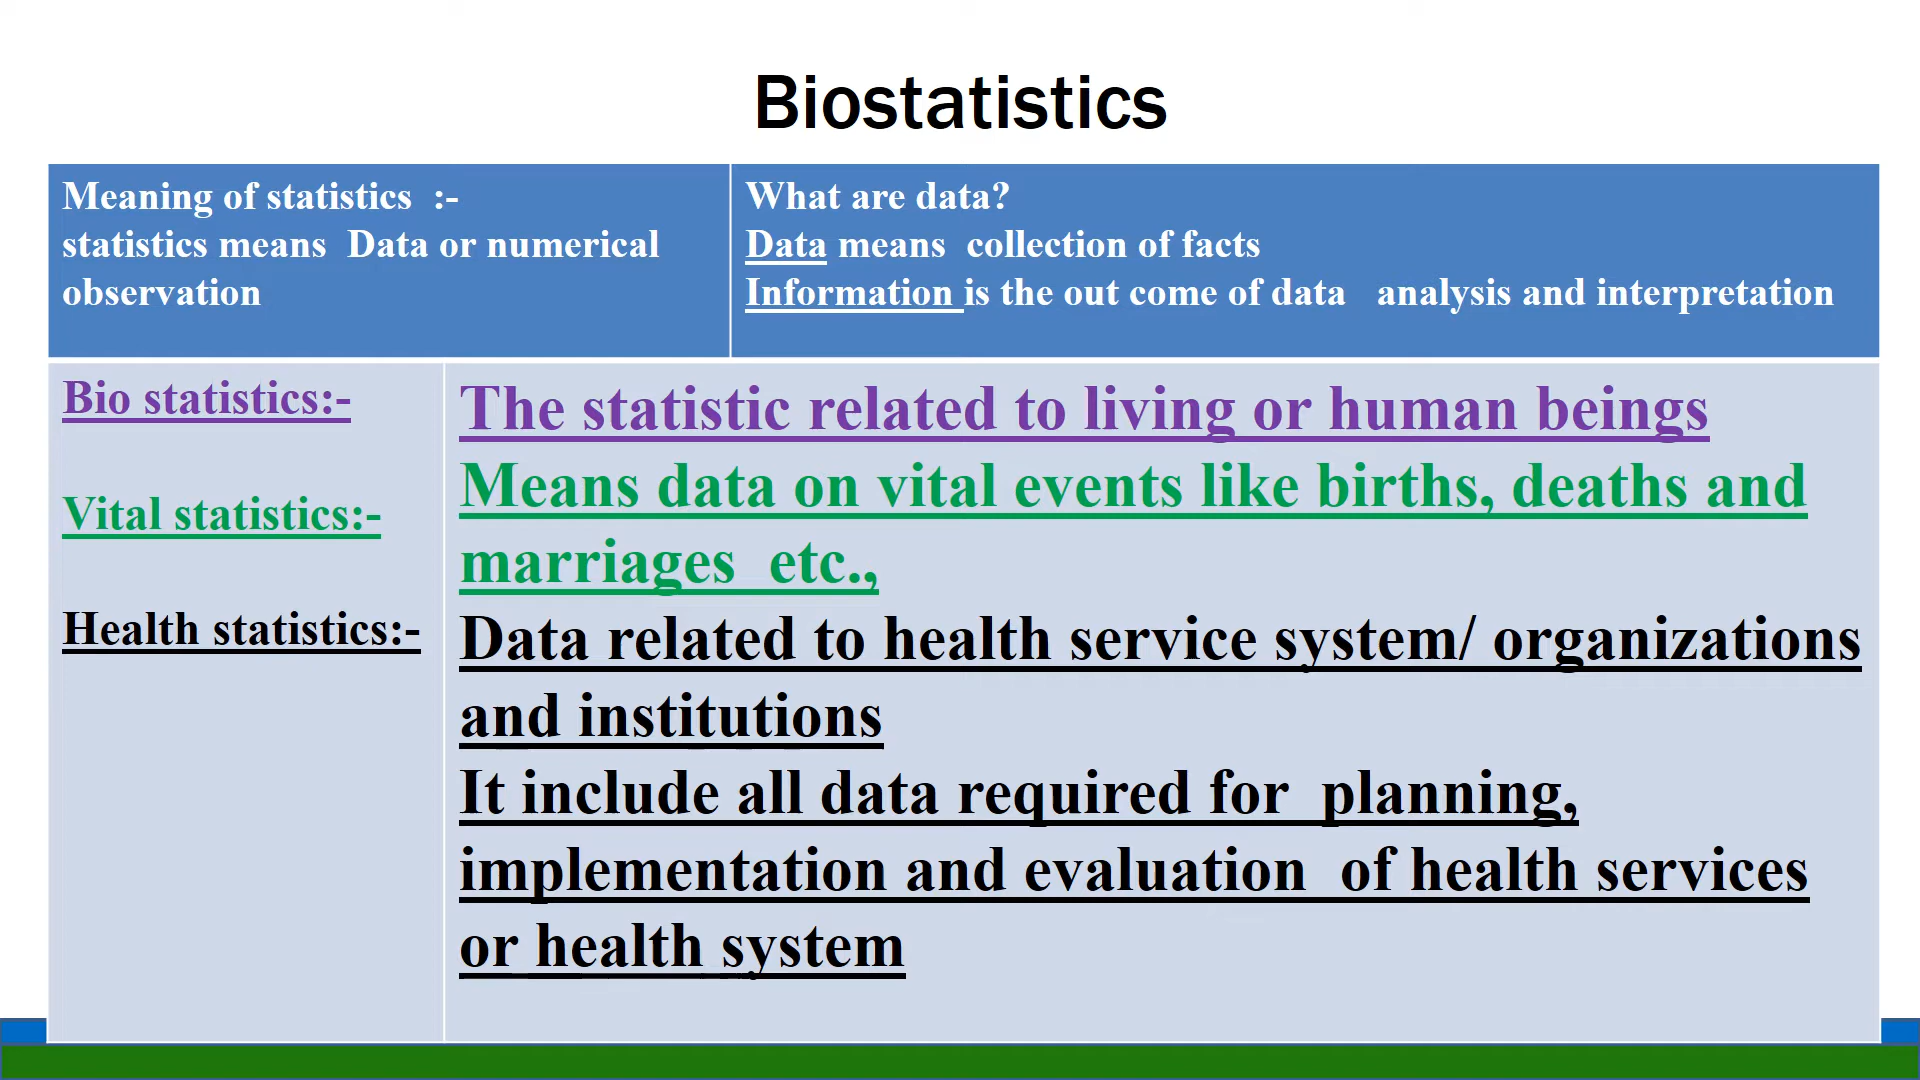 Biostatistics
Meaning of statistics  :-
statistics means  Data or numerical
observation
What are data?
Data means  collection of facts
Information is the out come of data   analysis and interpretation
Bio statistics:-
Vital statistics:-
Health statistics:-
The statistic related to living or human beings
Means data on vital events like births, deaths and
marriages  etc.,
Data related to health service system/ organizations
and institutions
It include all data required for  planning,
implementation and evaluation  of health services
or health system